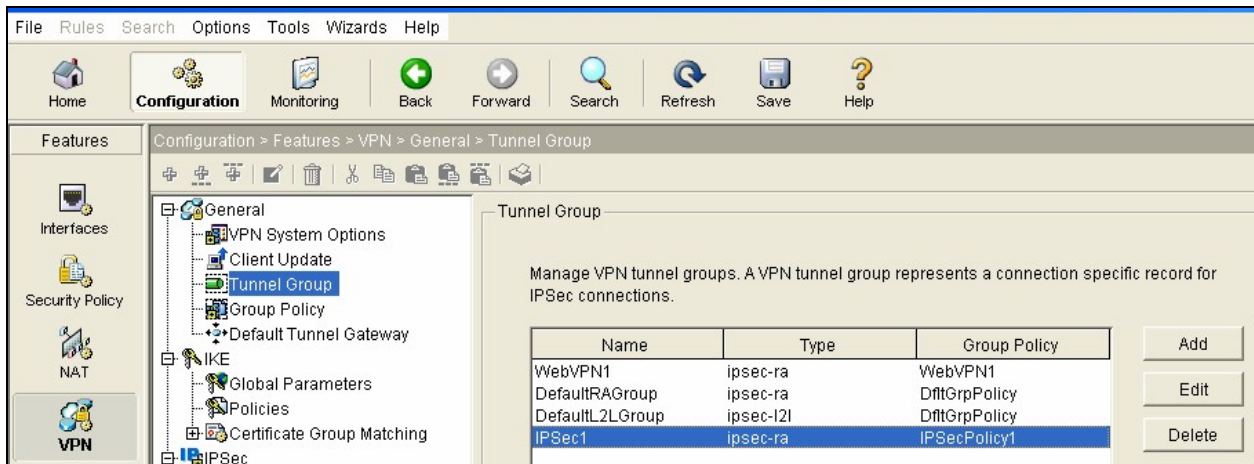 File Rules Search Options Tools Wizards Help
Home Configuration Monitoring Back Forward Search Refresh Save Help
Features
Configuration > Features > VPN > General > Tunnel Group
Interfaces
Security Policy
NAT
VPN
General
VPN System Options
Client Update
Tunnel Group
Group Policy
Default Tunnel Gateway
IKE
Global Parameters
Policies
Certificate Group Matching
IPSec
Tunnel Group
Manage VPN tunnel groups. A VPN tunnel group represents a connection specific record for
IPSec connections.
Name Type Group Policy
WebVPN1 ipsec-ra WebVPN1
DefaultRAGroup ipsec-ra DfltGrpPolicy
DefaultL2LGroup ipsec-l2l DfltGrpPolicy
IPSec1 ipsec-ra IPSecPolicy1
Add
Edit
Delete